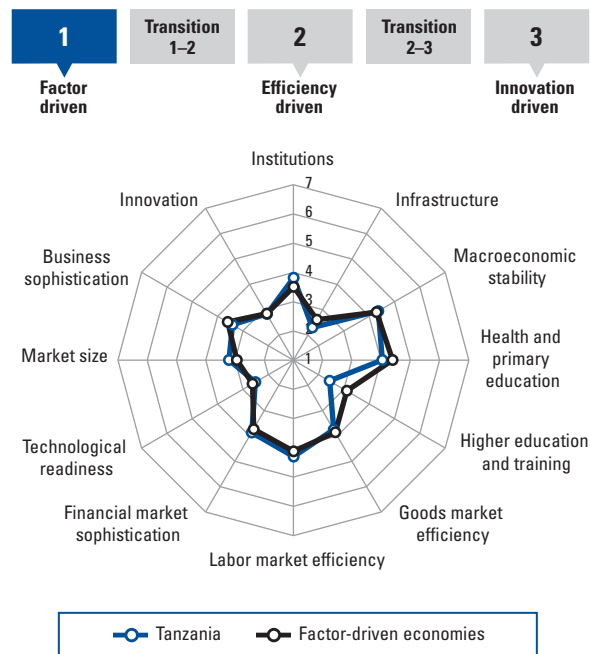 1
Transition
1–2
2
Transition
2–3
3
Factor
driven
Efficiency
driven
Innovation
driven
Institutions
7
Innovation
Infrastructure
6
5
Business
sophistication
Macroeconomic
stability
4
3
2
Market size
1
Health and
primary
education
Technological
readiness
Higher education
and training
Financial market
sophistication
Goods market
efficiency
Labor market efficiency
Tanzania
Factor-driven economies